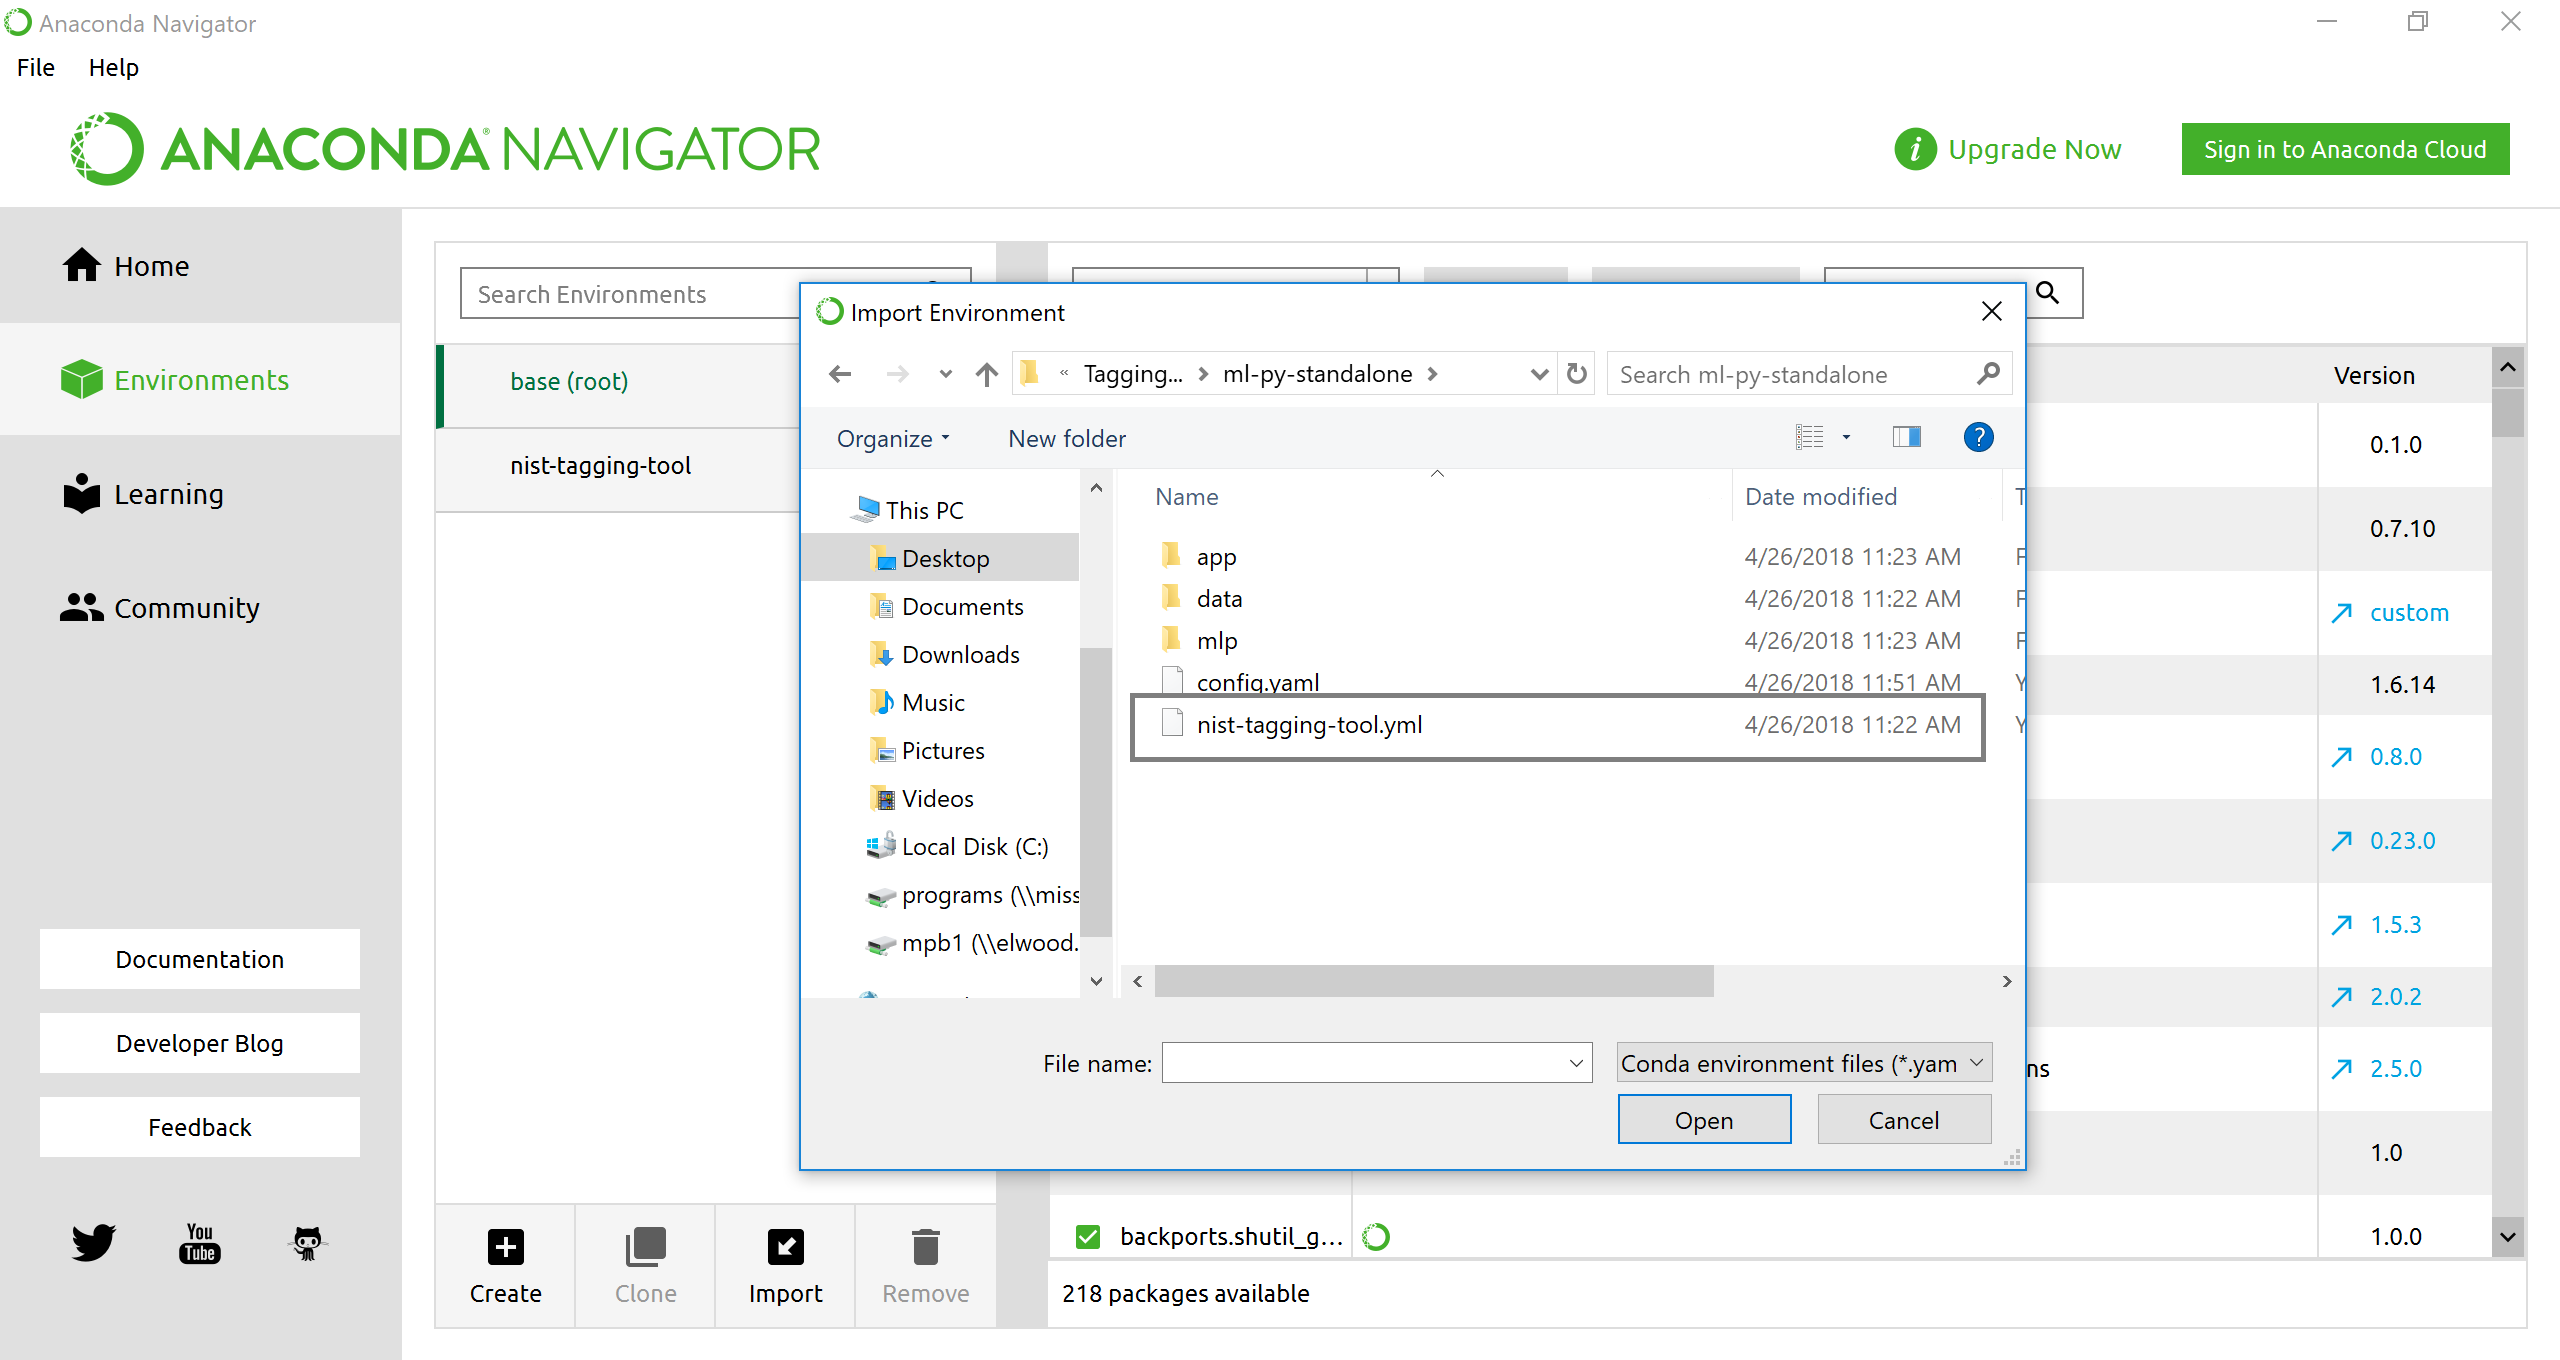 Anaconda Navigator
File Help
ANACONDA® NAVIGATOR
i Upgrade Now
Sign in to Anaconda Cloud
Home
Environments
Learning
Community
Documentation
Developer Blog
Feedback
You
Tube
Search Environments
base (root)
nist-tagging-tool
Create
Clone
Import
Remove
Import Environment
« Tagging... > ml-py-standalone >
Search ml-py-standalone
Organize
New folder
?
This PC
Desktop
Documents
Downloads
Music
Pictures
Videos
Local Disk (C:)
programs (\\miss
mpb1 (\\elwood.
Name Date modified T
app 4/26/2018 11:23 AM F
data 4/26/2018 11:22 AM F
mlp 4/26/2018 11:23 AM F
config.yaml 4/26/2018 11:51 AM Y
nist-tagging-tool.yml 4/26/2018 11:22 AM Y
File name:
Conda environment files (*.yam
Open
Cancel
Version
0.1.0
0.7.10
custom
1.6.14
0.8.0
0.23.0
1.5.3
2.0.2
ns 2.5.0
1.0
backports.shutil_g... 1.0.0
218 packages available